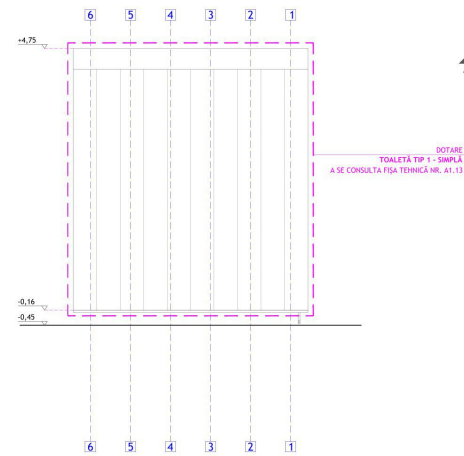 6 5 4 3 2 1
+4,75
DOTARE
TOALETĂ TIP 1 - SIMPLĂ
A SE CONSULTA FIȘA TEHNICĂ NR. A1.13
-0,16
-0,45
6 5 4 3 2 1